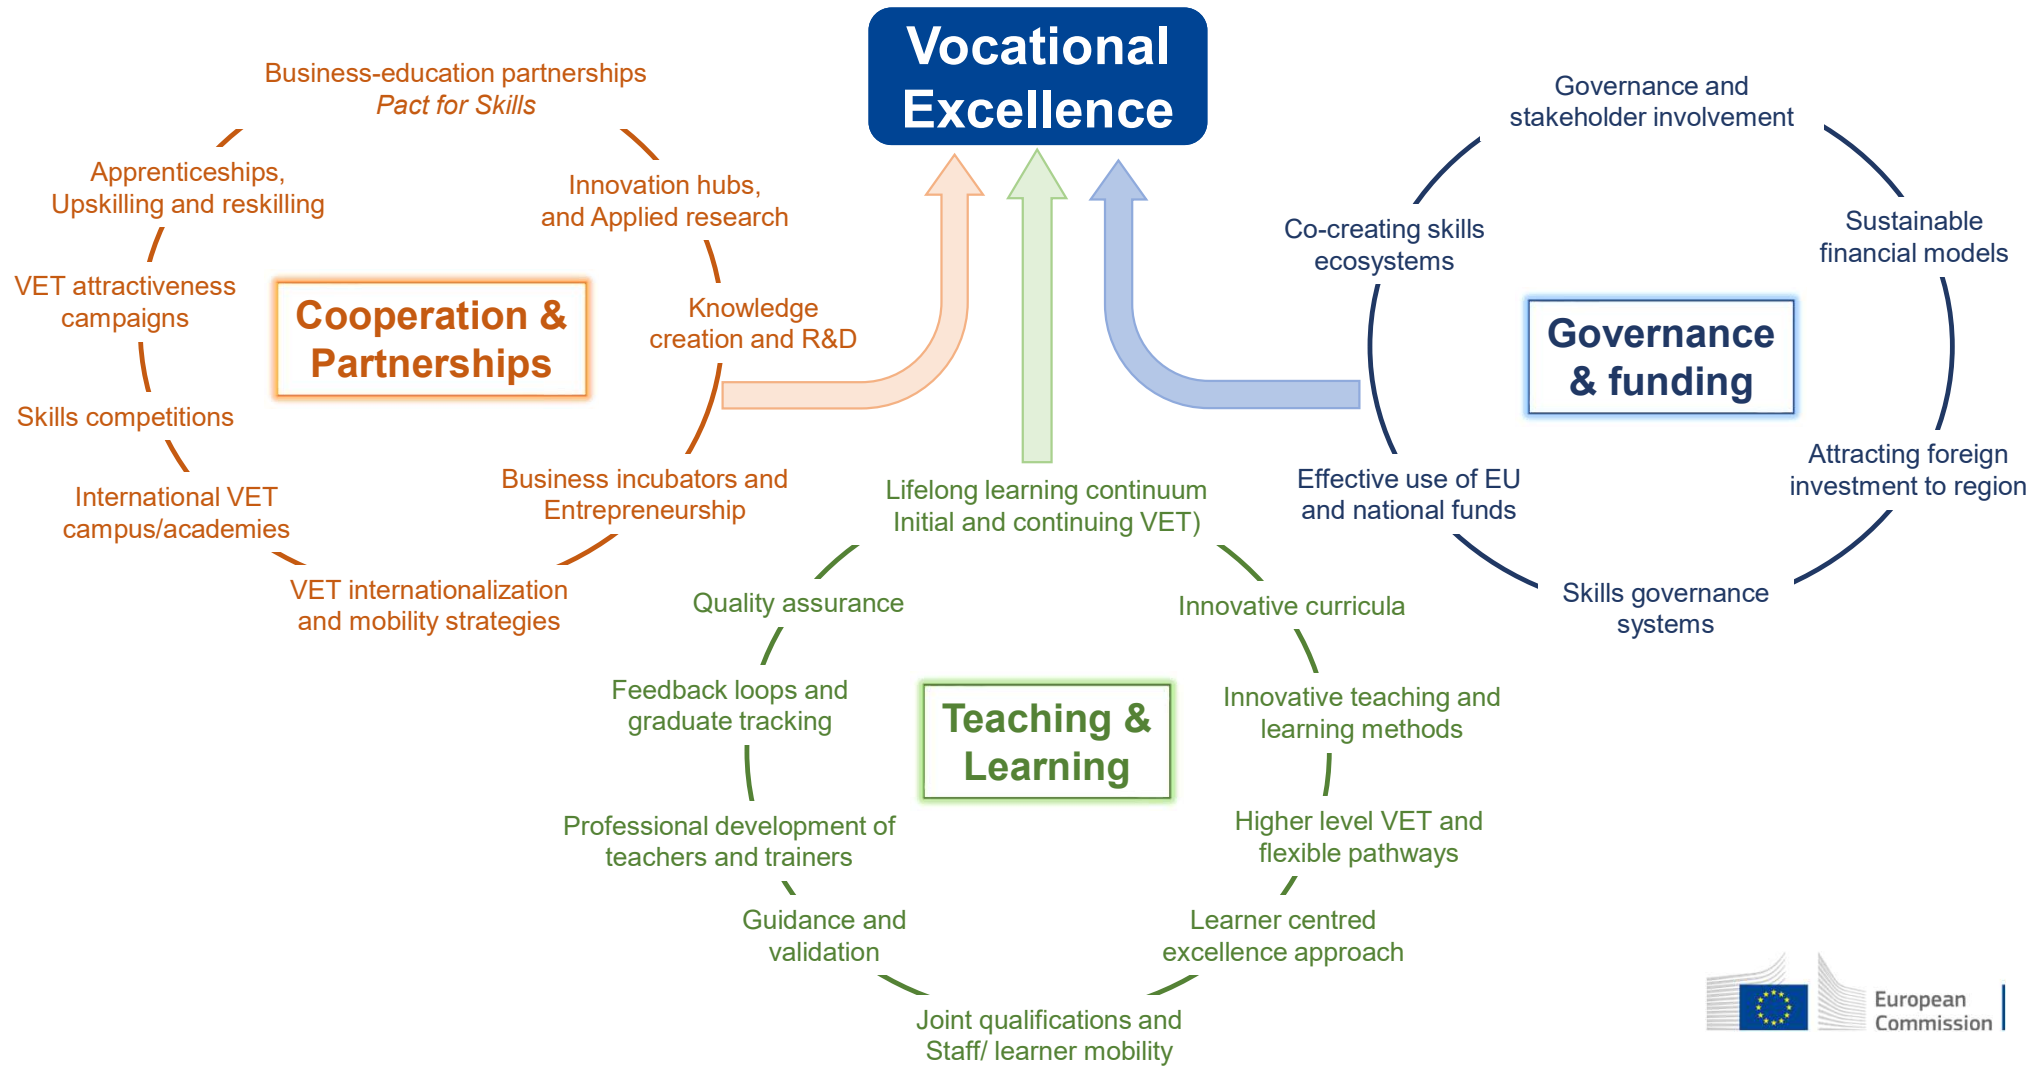 Vocational
Excellence
Business-education partnerships
Pact for Skills
Apprenticeships,
Upskilling and reskilling
Innovation hubs,
and Applied research
VET attractiveness
campaigns
Cooperation &
Partnerships
Knowledge
creation and R&D
Skills competitions
International VET
campus/academies
Business incubators and
Entrepreneurship
VET internationalization
and mobility strategies
Governance and
stakeholder involvement
Co-creating skills
ecosystems
Sustainable
financial models
Governance
& funding
Effective use of EU
and national funds
Attracting foreign
investment to region
Skills governance
systems
Lifelong learning continuum
Initial and continuing VET)
Quality assurance
Innovative curricula
Feedback loops and
graduate tracking
Teaching &
Learning
Innovative teaching and
learning methods
Professional development of
teachers and trainers
Higher level VET and
flexible pathways
Guidance and
validation
Learner centred
excellence approach
Joint qualifications and
Staff/ learner mobility
European
Commission